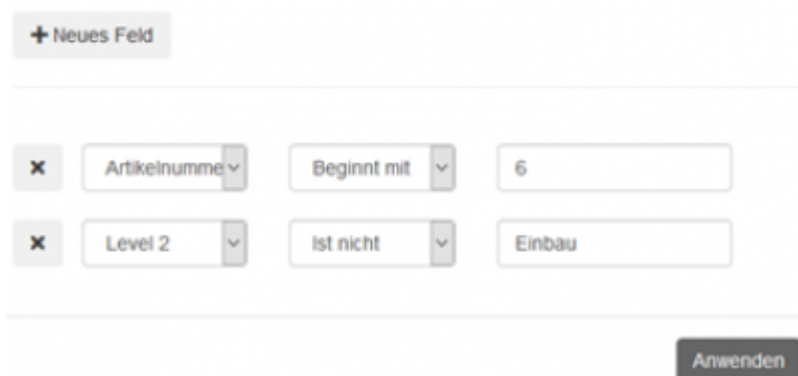 + Neues Feld
× Artikelnumme Beginnt mit 6
× Level 2 Ist nicht Einbau
Anwenden